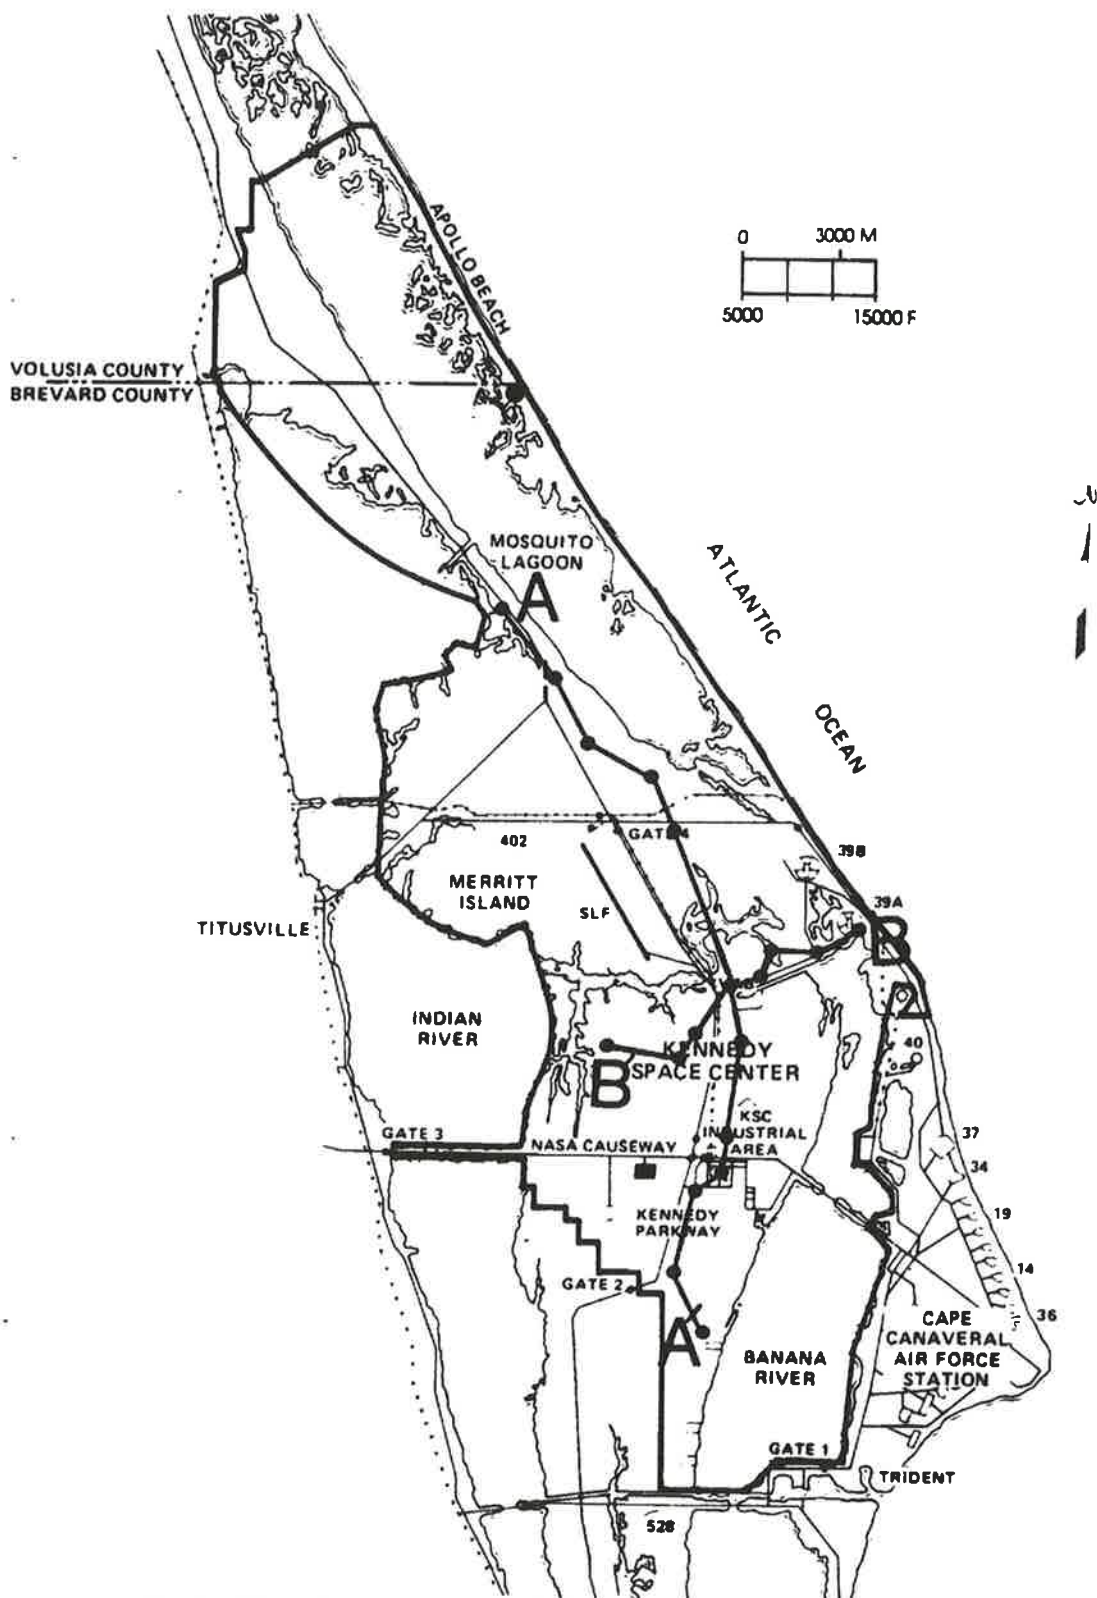 APOLLO BEACH
0 3000 M
5000 15000 F
VOLUSIA COUNTY
BREVARD COUNTY
N
MOSQUITO
LAGOON
A
ATLANTIC
OCEAN
402
GATE 4
39B
MERRITT
ISLAND
SLF
39A
TITUSVILLE
B
INDIAN
RIVER
40
KENNEDY
SPACE CENTER
B
KSC
INDUSTRIAL
AREA
37
GATE 3
NASA CAUSEWAY
34
KENNEDY
PARKWAY
19
GATE 2
14
36
A
CAPE
CANAVERAL
AIR FORCE
STATION
BANANA
RIVER
GATE 1
TRIDENT
528